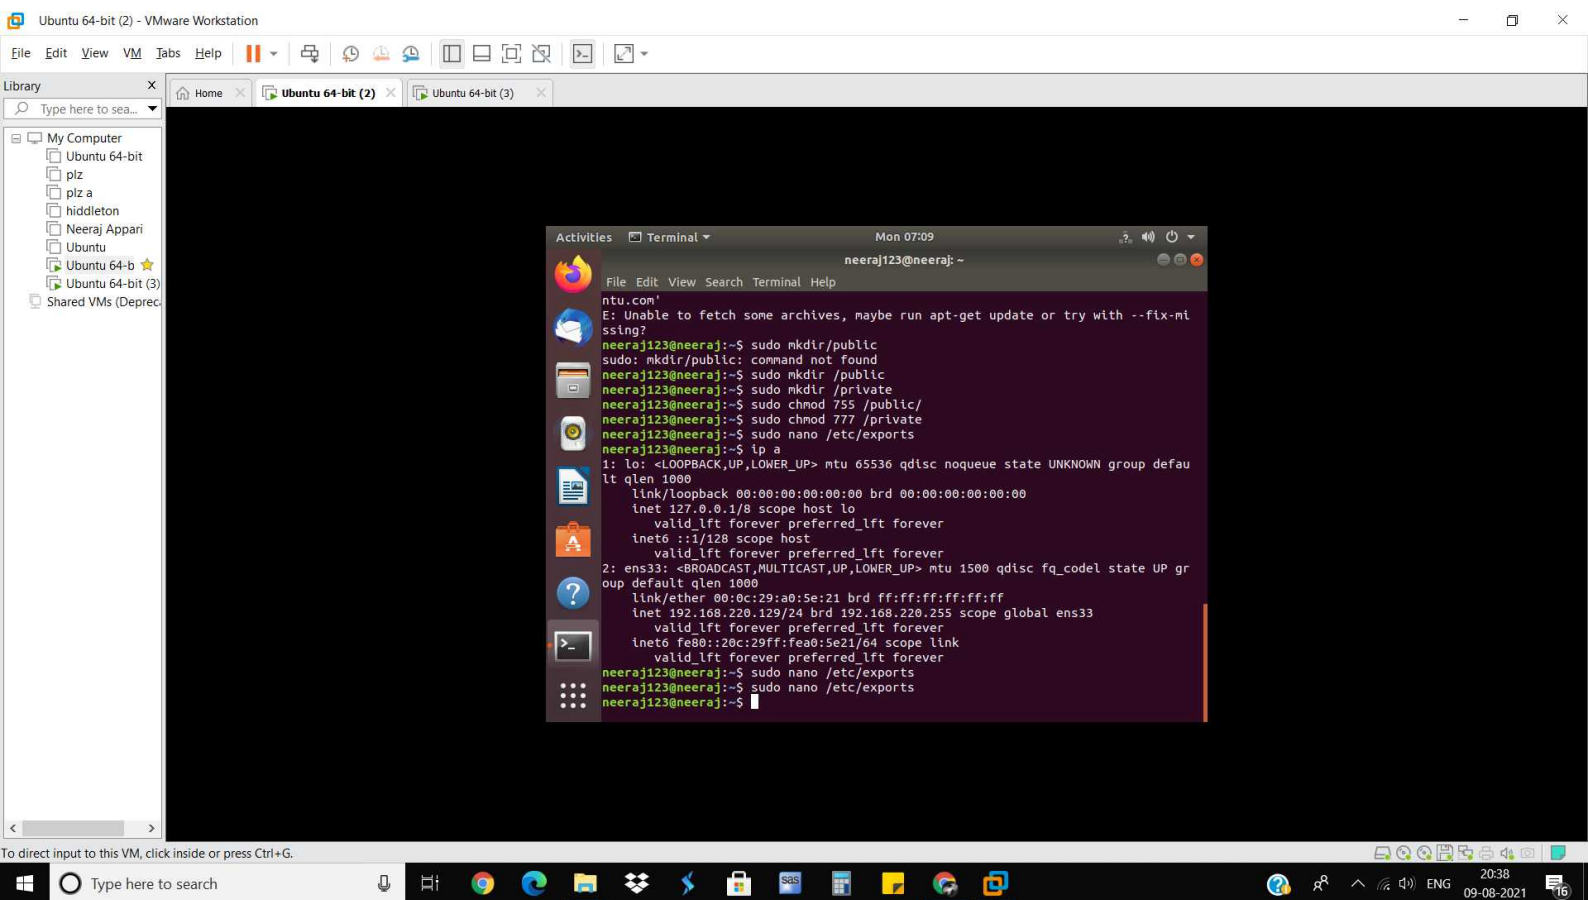 Ubuntu 64-bit (2) - VMware Workstation
File Edit View VM Tabs Help
Library
Type here to sea...
My Computer
Ubuntu 64-bit
plz
plz a
hiddleton
Neeraj Appari
Ubuntu
Ubuntu 64-b
Ubuntu 64-bit (3)
Shared VMs (Depreca
Home
Ubuntu 64-bit (2)
Ubuntu 64-bit (3)
Activities Terminal Mon 07:09
neeraj123@neeraj: ~
File Edit View Search Terminal Help
ntu.com'
E: Unable to fetch some archives, maybe run apt-get update or try with --fix-mi
ssing?
neeraj123@neeraj:~$ sudo mkdir/public
sudo: mkdir/public: command not found
neeraj123@neeraj:~$ sudo mkdir /public
neeraj123@neeraj:~$ sudo mkdir /private
neeraj123@neeraj:~$ sudo chmod 755 /public/
neeraj123@neeraj:~$ sudo chmod 777 /private
neeraj123@neeraj:~$ sudo nano /etc/exports
neeraj123@neeraj:~$ ip a
1: lo: <LOOPBACK,UP,LOWER_UP> mtu 65536 qdisc noqueue state UNKNOWN group defau
lt qlen 1000
link/loopback 00:00:00:00:00:00 brd 00:00:00:00:00:00
inet 127.0.0.1/8 scope host lo
valid_lft forever preferred_lft forever
inet6 ::1/128 scope host
valid_lft forever preferred_lft forever
2: ens33: <BROADCAST,MULTICAST,UP,LOWER_UP> mtu 1500 qdisc fq_codel state UP gr
oup default qlen 1000
link/ether 00:0c:29:a0:5e:21 brd ff:ff:ff:ff:ff:ff
inet 192.168.220.129/24 brd 192.168.220.255 scope global ens33
valid_lft forever preferred_lft forever
inet6 fe80::20c:29ff:fea0:5e21/64 scope link
valid_lft forever preferred_lft forever
neeraj123@neeraj:~$ sudo nano /etc/exports
neeraj123@neeraj:~$ sudo nano /etc/exports
neeraj123@neeraj:~$
To direct input to this VM, click inside or press Ctrl+G.
Type here to search
sas
ENG
20:38
09-08-2021
16